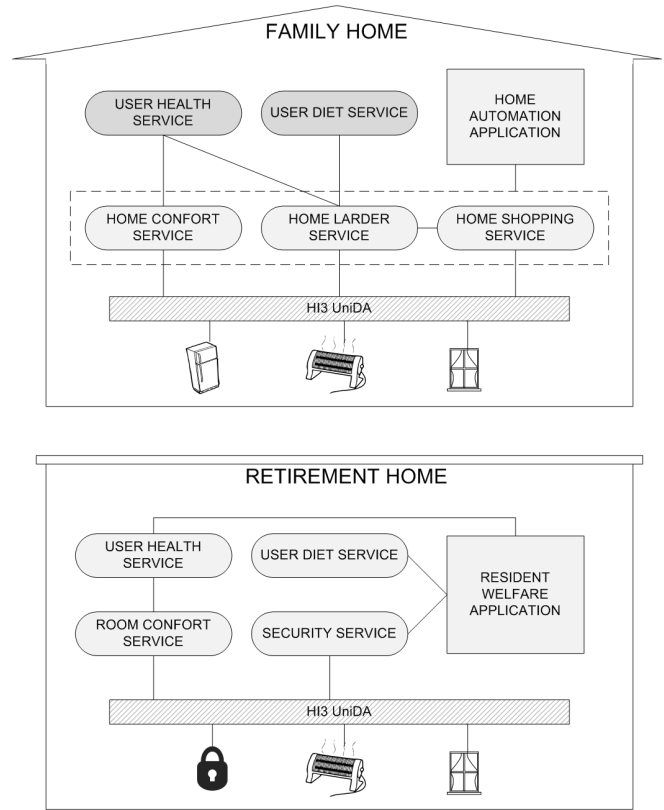 FAMILY HOME
USER HEALTH
SERVICE
USER DIET SERVICE
HOME
AUTOMATION
APPLICATION
HOME CONFORT
SERVICE
HOME LARDER
SERVICE
HOME SHOPPING
SERVICE
HI3 UniDA
RETIREMENT HOME
USER HEALTH
SERVICE
USER DIET SERVICE
RESIDENT
WELFARE
APPLICATION
ROOM CONFORT
SERVICE
SECURITY SERVICE
HI3 UniDA